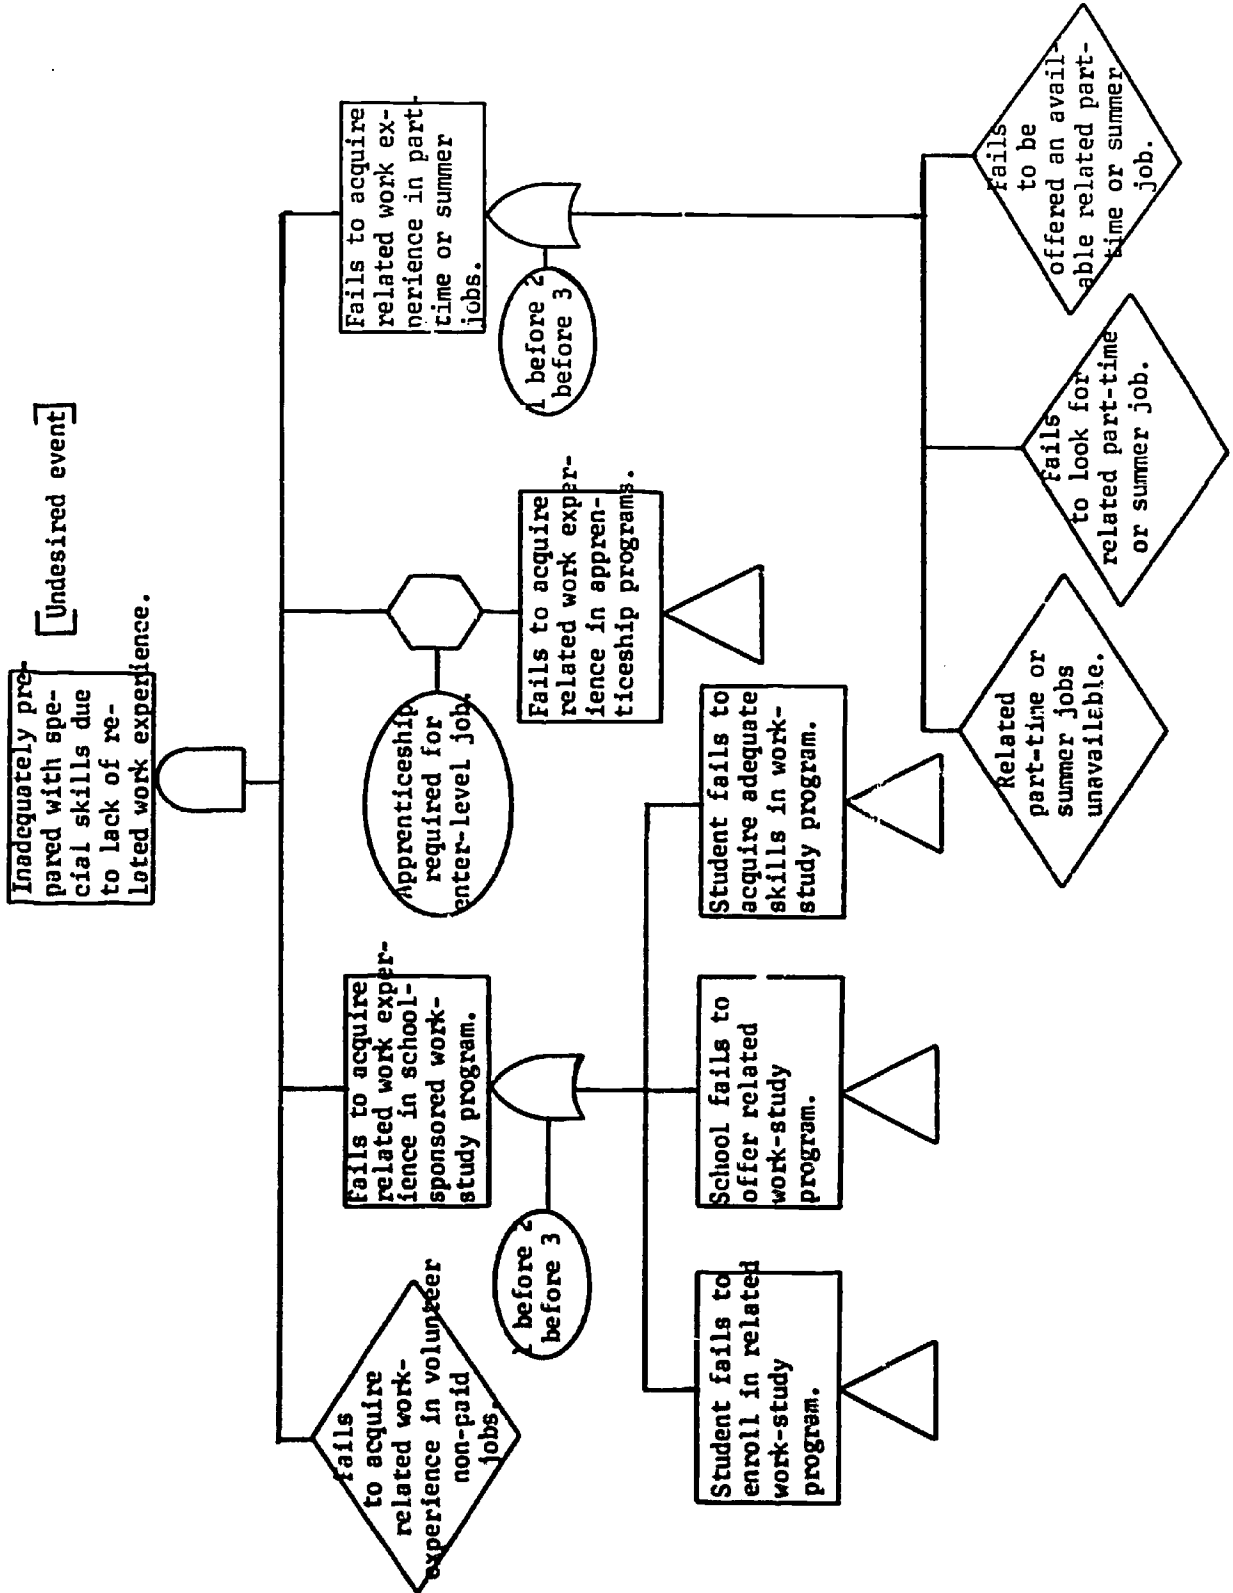 Inadequately pre-
pared with spe-
cial skills due
to lack of re-
lated work experience.
[Undesired event]
Fails
to acquire
related work-
experience in volunteer
non-paid
jobs.
Fails to acquire
related work exper-
ience in school-
sponsored work-
study program.
1 before 2
before 3
Apprenticeship
required for
enter-level job.
Fails to acquire
related work exper-
ience in appren-
ticeship programs.
Fails to acquire
related work ex-
nerience in part-
time or summer
jobs.
1 before 2
before 3
Student fails to
enroll in related
work-study
program.
School fails to
offer related
work-study
program.
Student fails to
acquire adequate
skills in work-
study program.
Related
part-time or
summer jobs
unavailable.
Fails
to look for
related part-time
or summer job.
Fails
to be
offered an avail-
able related part-
time or summer
job.